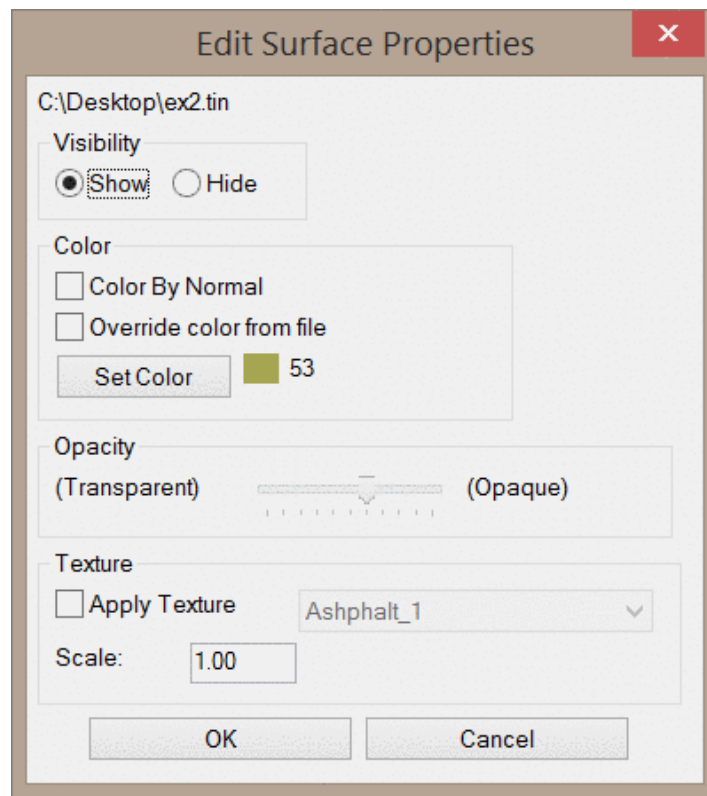 Edit Surface Properties
C:\Desktop\ex2.tin
Visibility
Show Hide
Color
Color By Normal
Override color from file
Set Color 53
Opacity
(Transparent) (Opaque)
Texture
Apply Texture Ashphalt_1
Scale: 1.00
OK Cancel